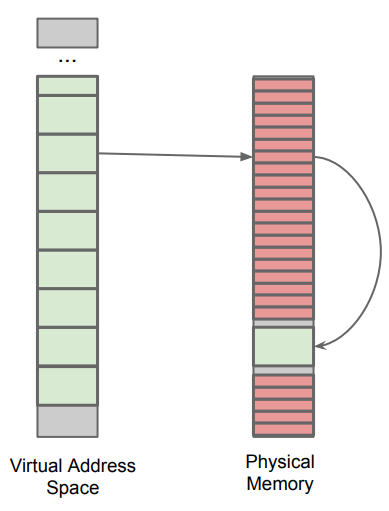 ...
Virtual Address
Space
Physical
Memory